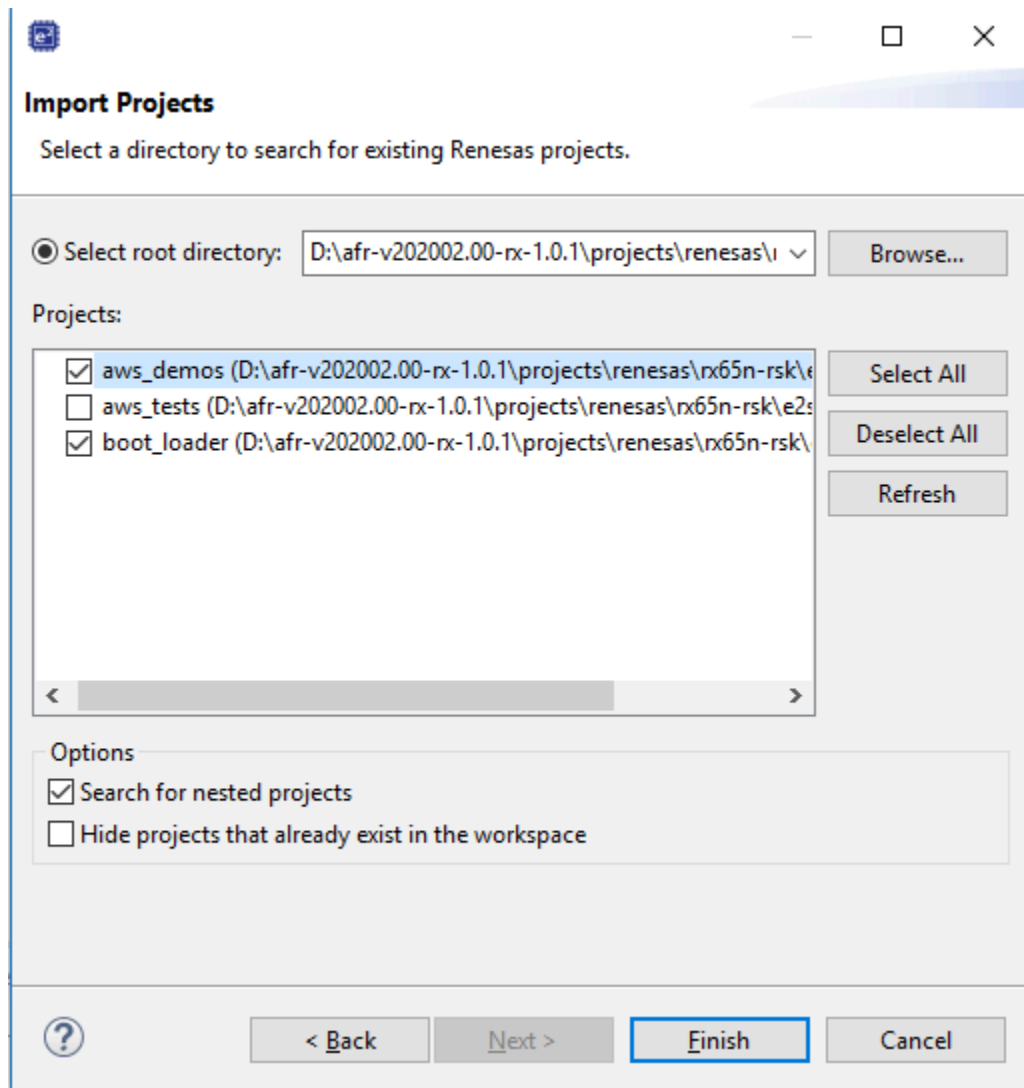 e²
Import Projects
Select a directory to search for existing Renesas projects.
Select root directory: D:\afr-v202002.00-rx-1.0.1\projects\renesas\r Browse...
Projects:
aws_demos (D:\afr-v202002.00-rx-1.0.1\projects\renesas\rx65n-rsk\e Select All
aws_tests (D:\afr-v202002.00-rx-1.0.1\projects\renesas\rx65n-rsk\e2s Deselect All
boot_loader (D:\afr-v202002.00-rx-1.0.1\projects\renesas\rx65n-rsk\ Refresh
Options
Search for nested projects
Hide projects that already exist in the workspace
? < Back Next > Finish Cancel